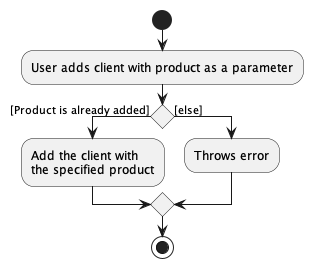 User adds client with product as a parameter
[Product is already added]
[else]
Add the client with
the specified product
Throws error